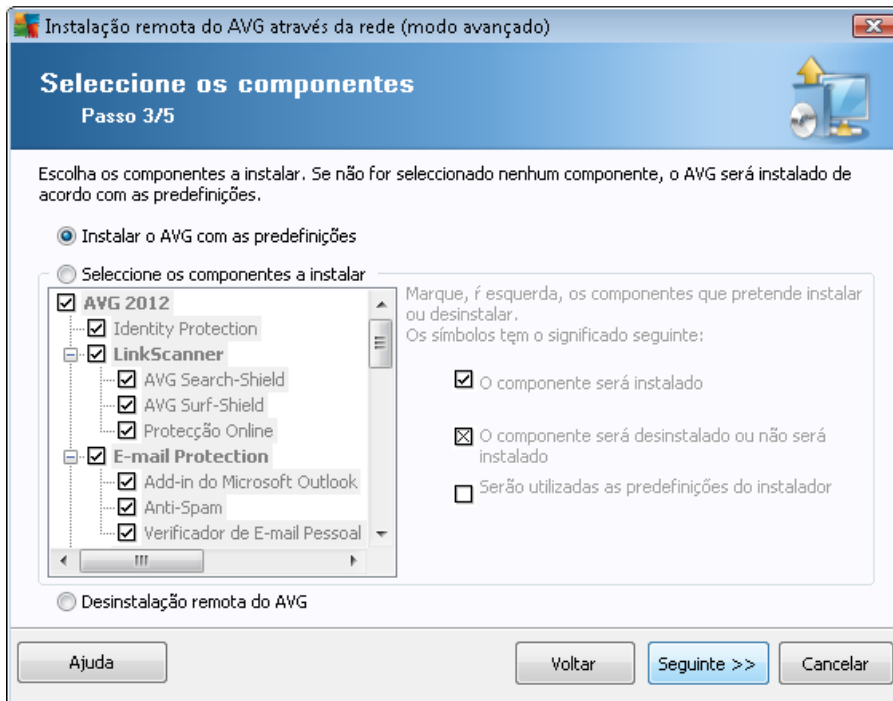 Instalação remota do AVG através da rede (modo avançado)
Seleccione os componentes
Passo 3/5
Escolha os componentes a instalar. Se não for seleccionado nenhum componente, o AVG será instalado de
acordo com as predefinições.
Instalar o AVG com as predefinições
Seleccione os componentes a instalar
AVG 2012
Identity Protection
LinkScanner
AVG Search-Shield
AVG Surf-Shield
Protecção Online
E-mail Protection
Add-in do Microsoft Outlook
Anti-Spam
Verificador de E-mail Pessoal
Marque, ŕ esquerda, os componentes que pretende instalar
ou desinstalar.
Os símbolos tęm o significado seguinte:
O componente será instalado
O componente será desinstalado ou não será
instalado
Serão utilizadas as predefinições do instalador
Desinstalação remota do AVG
Ajuda
Voltar
Seguinte >>
Cancelar